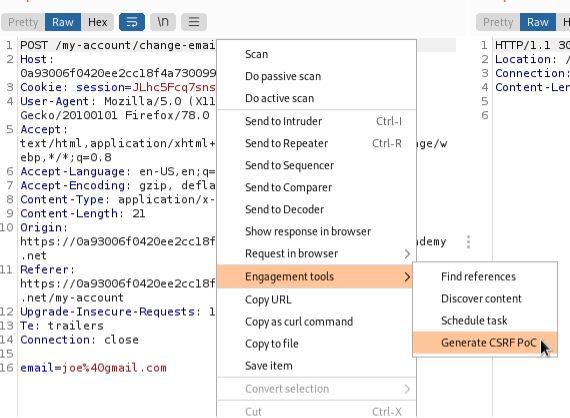 Pretty Raw Hex \n
Pretty Raw
1 POST /my-account/change-emai
2 Host:
0a93006f0420ee2cc18f4a730099
3 Cookie: session=JLhc5Fcq7sns
4 User-Agent: Mozilla/5.0 (X11
Gecko/20100101 Firefox/78.0
5 Accept:
text/html,application/xhtml+
ge/w
ebp,*/*;q=0.8
6 Accept-Language: en-US,en;q=
7 Accept-Encoding: gzip, defla
8 Content-Type: application/x-
9 Content-Length: 21
10 Origin:
https://0a93006f0420ee2cc18f
demy
.net
11 Referer:
https://0a93006f0420ee2cc18f
.net/my-account
12 Upgrade-Insecure-Requests: 1
13 Te: trailers
14 Connection: close
15
16 email=joe%40gmail.com
Scan
Do passive scan
Do active scan
Send to Intruder Ctrl-I
Send to Repeater Ctrl-R
Send to Sequencer
Send to Comparer
Send to Decoder
Show response in browser
Request in browser
Engagement tools
Copy URL
Copy as curl command
Copy to file
Save item
Convert selection
Cut Ctrl-X
Find references
Discover content
Schedule task
Generate CSRF PoC
1 HTTP/1.1 30
2 Location: /
3 Connection:
4 Content-Len
5
6